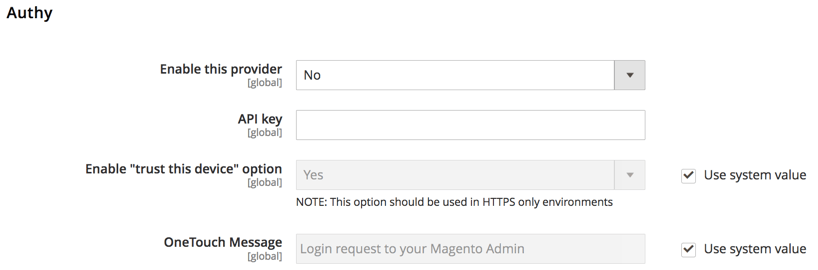 Authy
Enable this provider
[global]
No
API key
[global]
Enable "trust this device" option
[global]
Yes
Use system value
NOTE: This option should be used in HTTPS only environments
OneTouch Message
[global]
Login request to your Magento Admin
Use system value